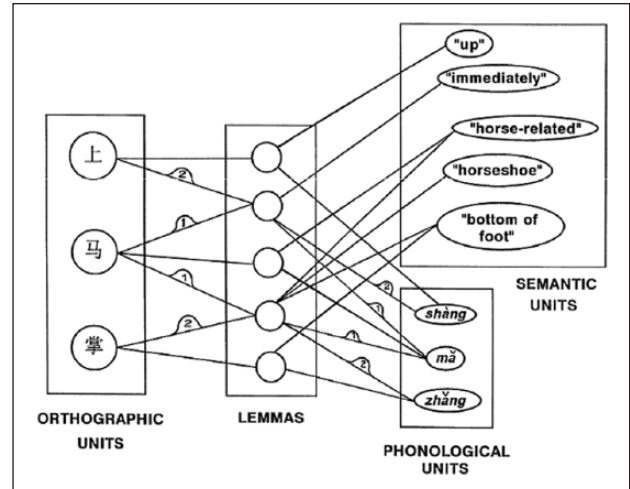 上
马
掌
2
1
1
2
ORTHOGRAPHIC
UNITS
LEMMAS
"up"
"immediately"
"horse-related"
"horseshoe"
"bottom of
foot"
SEMANTIC
UNITS
2
1
1
2
shàng
mǎ
zhǎng
PHONOLOGICAL
UNITS